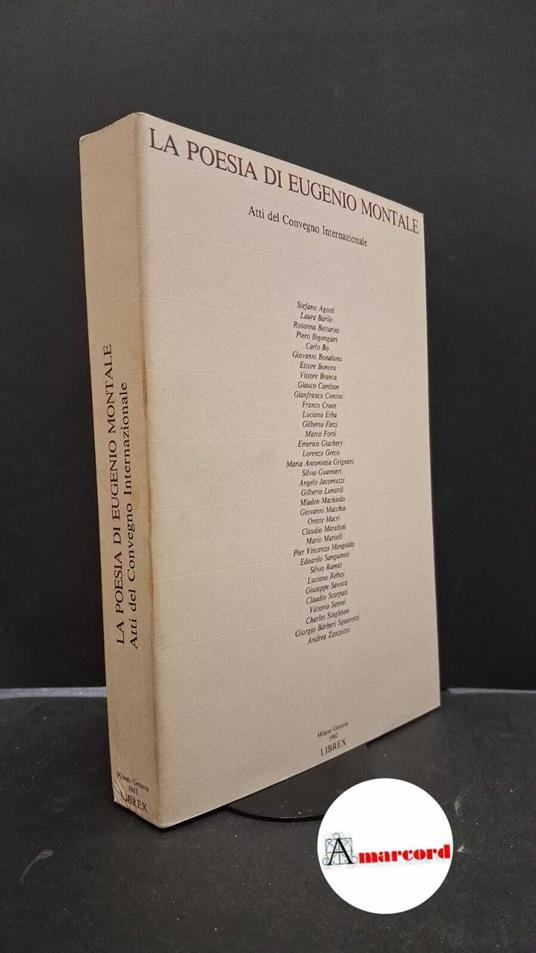 LA POESIA DI EUGENIO MONTALE
Atti del Convegno Internazionale
Stefano Agosti
Laura Barile
Rosanna Bettarini
Piero Bigongiari
Carlo Bo
Giovanni Bonalumi
Ettore Bonora
Vittore Branca
Glauco Cambon
Gianfranco Contini
Franco Croce
Luciano Erba
Gilberto Finzi
Marco Forti
Emerico Giachery
Lorenzo Greco
Maria Antonietta Grignani
Silvio Guarnieri
Angelo Jacomuzzi
Gilberto Lonardi
Mladen Machiedo
Giovanni Macchia
Oreste Macrì
Claudio Marabini
Mario Martelli
Pier Vincenzo Mengaldo
Edoardo Sanguineti
Silvio Ramat
Luciano Rebay
Giuseppe Savoca
Claudio Scarpati
Vittorio Sereni
Charles Singleton
Giorgio Bàrberi Squarotti
Andrea Zanzotto
Milano/Genova
1982
LIBREX
LA POESIA DI EUGENIO MONTALE
Atti del Convegno Internazionale
Milano/Genova
1982
LIBREX
Amarcord